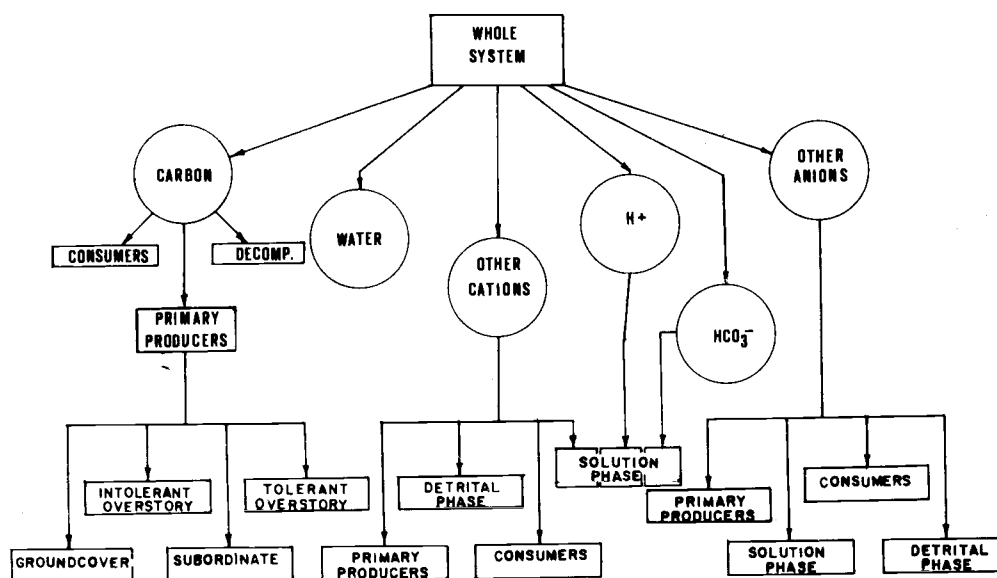 WHOLE
SYSTEM
CARBON
WATER
OTHER
CATIONS
H+
HCO₃⁻
OTHER
ANIONS
CONSUMERS
DECOMP.
PRIMARY
PRODUCERS
GROUNDCOVER
INTOLERANT
OVERSTORY
SUBORDINATE
TOLERANT
OVERSTORY
PRIMARY
PRODUCERS
DETRITAL
PHASE
CONSUMERS
SOLUTION
PHASE
PRIMARY
PRODUCERS
SOLUTION
PHASE
CONSUMERS
DETRITAL
PHASE